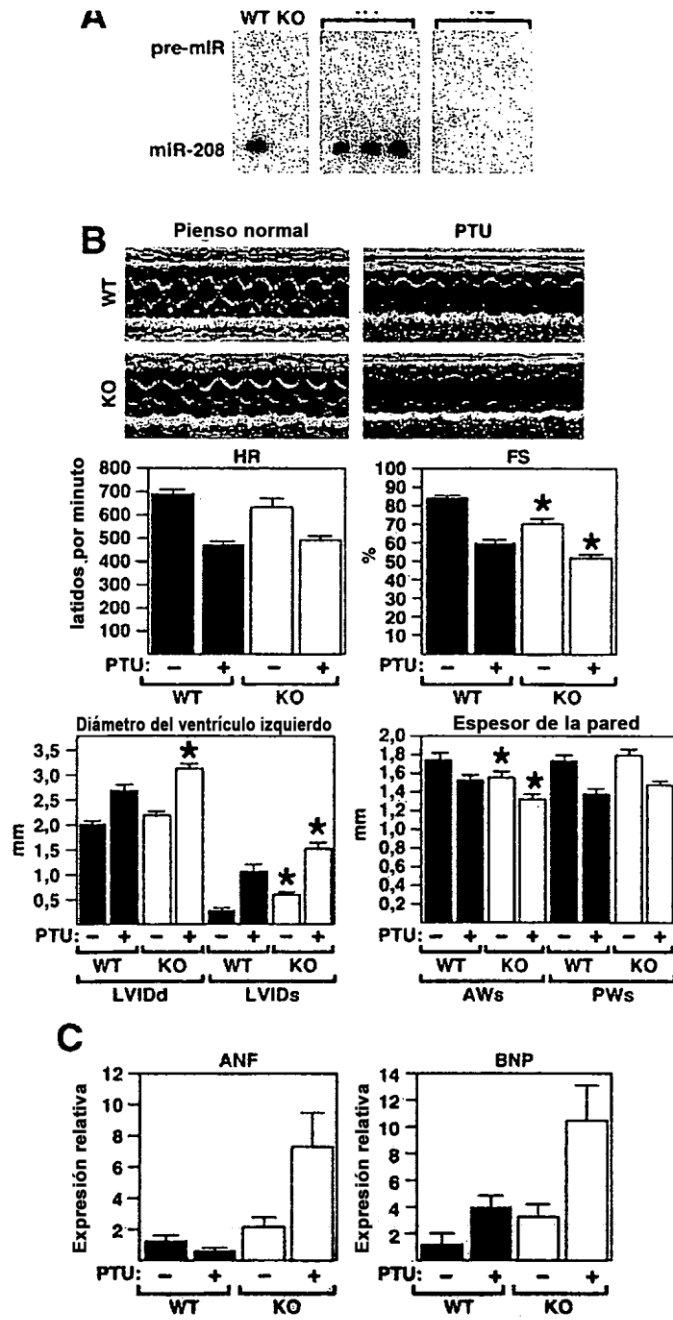 A
WT KO
pre-mIR
miR-208
B
Pienso normal
PTU
WT
KO
HR
latidos por minuto
800
700
600
500
400
300
200
100
PTU: − + − +
WT KO
FS
%
100
90
80
70
60
50
40
30
20
10
★ ★
PTU: − + − +
WT KO
Diámetro del ventrículo izquierdo
mm
3,5
3,0
2,5
2,0
1,5
1,0
0,5
★ ★ ★
PTU: − + − + − + − +
WT KO WT KO
LVIDd LVIDs
Espesor de la pared
mm
2,0
1,8
1,6
1,4
1,2
1,0
0,8
0,6
0,4
0,2
★ ★
PTU: − + − + − + − +
WT KO WT KO
AWs PWs
C
ANF
Expresión relativa
12
10
8
6
4
2
PTU: − + − +
WT KO
BNP
Expresión relativa
14
12
10
8
6
4
2
PTU: − + − +
WT KO